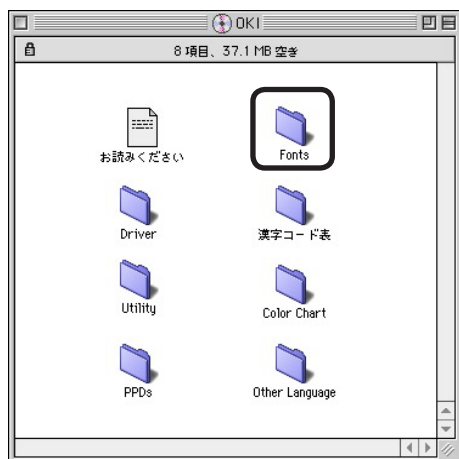 OKI
8 項目、37.1 MB 空き
お読みください
Fonts
Driver
漢字コード表
Utility
Color Chart
PPDs
Other Language